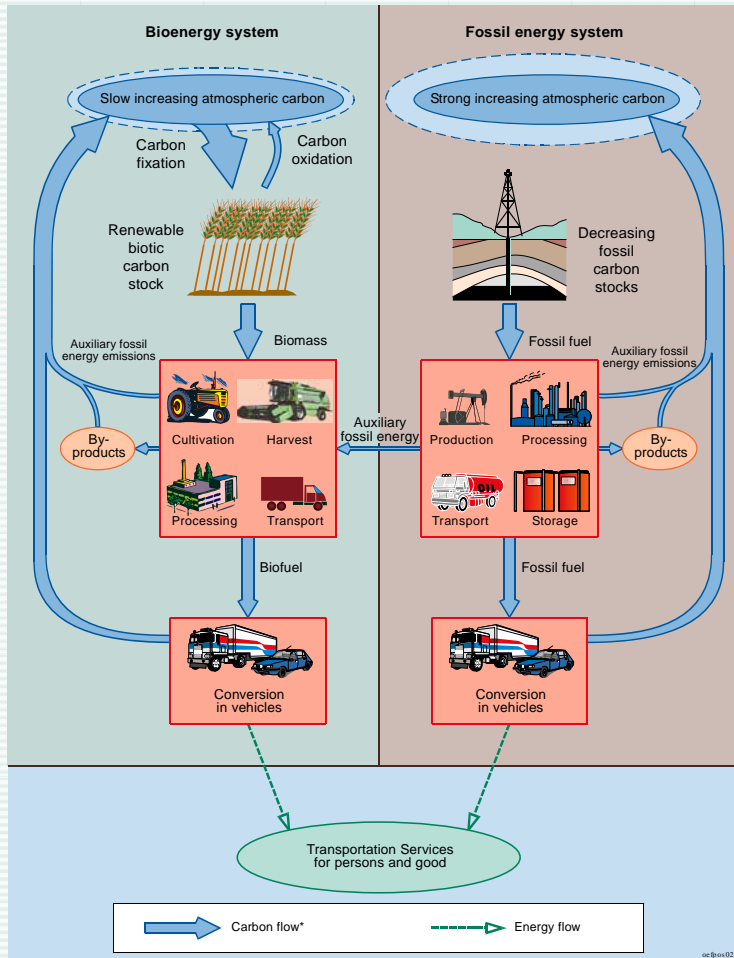 Bioenergy system
Fossil energy system
Slow increasing atmospheric carbon
Strong increasing atmospheric carbon
Carbon
fixation
Carbon
oxidation
Renewable
biotic
carbon
stock
Decreasing
fossil
carbon
stocks
Biomass
Fossil fuel
Auxiliary fossil
energy emissions
Auxiliary fossil
energy emissions
Cultivation
Harvest
Auxiliary
fossil energy
Production
Processing
By-
products
By-
products
OIL
Processing
Transport
Transport
Storage
Biofuel
Fossil fuel
Conversion
in vehicles
Conversion
in vehicles
Transportation Services
for persons and good
Carbon flow*
Energy flow